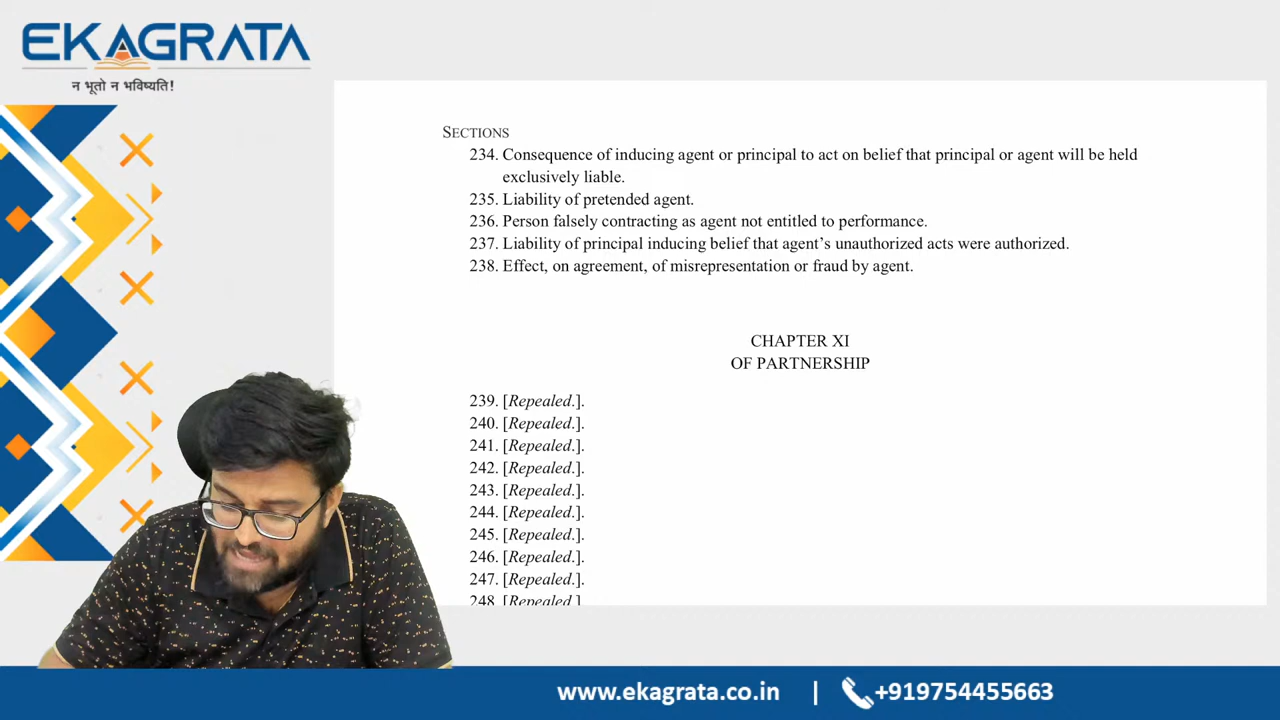 EKAGRATA
न भूतो न भविष्यति!
SECTIONS
234. Consequence of inducing agent or principal to act on belief that principal or agent will be held
exclusively liable.
235. Liability of pretended agent.
236. Person falsely contracting as agent not entitled to performance.
237. Liability of principal inducing belief that agent’s unauthorized acts were authorized.
238. Effect, on agreement, of misrepresentation or fraud by agent.
CHAPTER XI
OF PARTNERSHIP
239. [Repealed.].
240. [Repealed.].
241. [Repealed.].
242. [Repealed.].
243. [Repealed.].
244. [Repealed.].
245. [Repealed.].
246. [Repealed.].
247. [Repealed.].
248. [Repealed.]
www.ekagrata.co.in | +919754455663